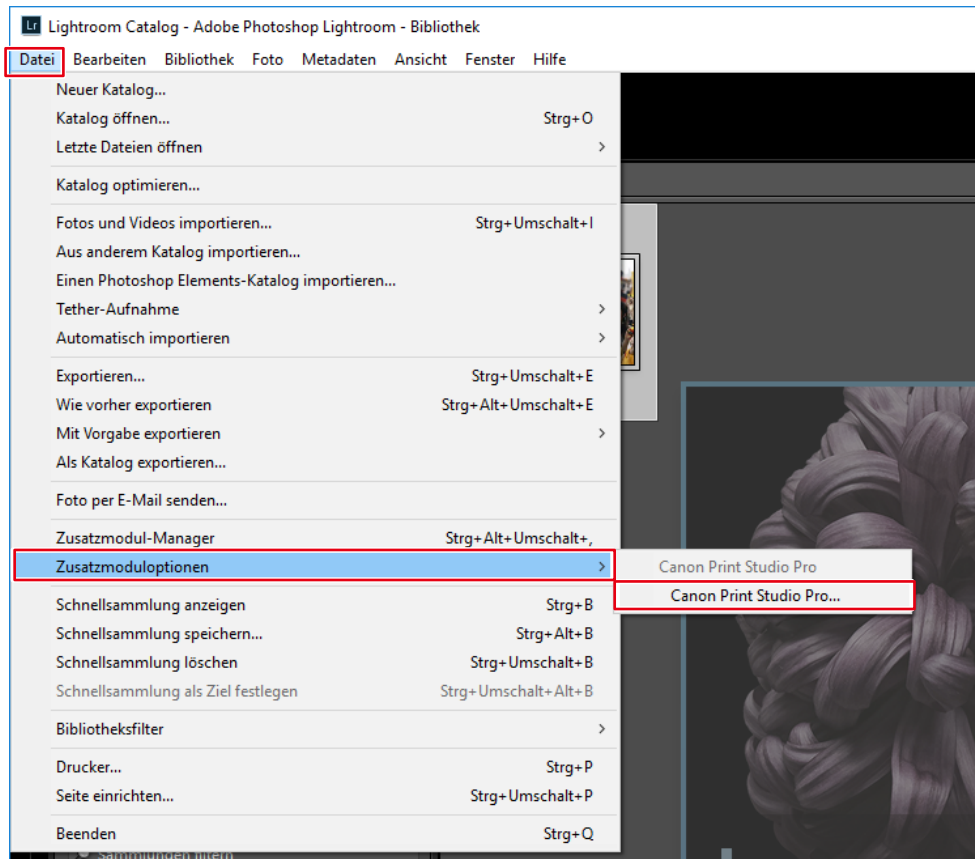 Lr Lightroom Catalog - Adobe Photoshop Lightroom - Bibliothek
Datei Bearbeiten Bibliothek Foto Metadaten Ansicht Fenster Hilfe
Neuer Katalog...
Katalog öffnen... Strg+O
Letzte Dateien öffnen >
Katalog optimieren...
Fotos und Videos importieren... Strg+Umschalt+I
Aus anderem Katalog importieren...
Einen Photoshop Elements-Katalog importieren...
Tether-Aufnahme >
Automatisch importieren >
Exportieren... Strg+Umschalt+E
Wie vorher exportieren Strg+Alt+Umschalt+E
Mit Vorgabe exportieren >
Als Katalog exportieren...
Foto per E-Mail senden...
Zusatzmodul-Manager Strg+Alt+Umschalt+,
Zusatzmoduloptionen > Canon Print Studio Pro
Canon Print Studio Pro...
Schnellsammlung anzeigen Strg+B
Schnellsammlung speichern... Strg+Alt+B
Schnellsammlung löschen Strg+Umschalt+B
Schnellsammlung als Ziel festlegen Strg+Umschalt+Alt+B
Bibliotheksfilter >
Drucker... Strg+P
Seite einrichten... Strg+Umschalt+P
Beenden Strg+Q
Sammlungen filtern